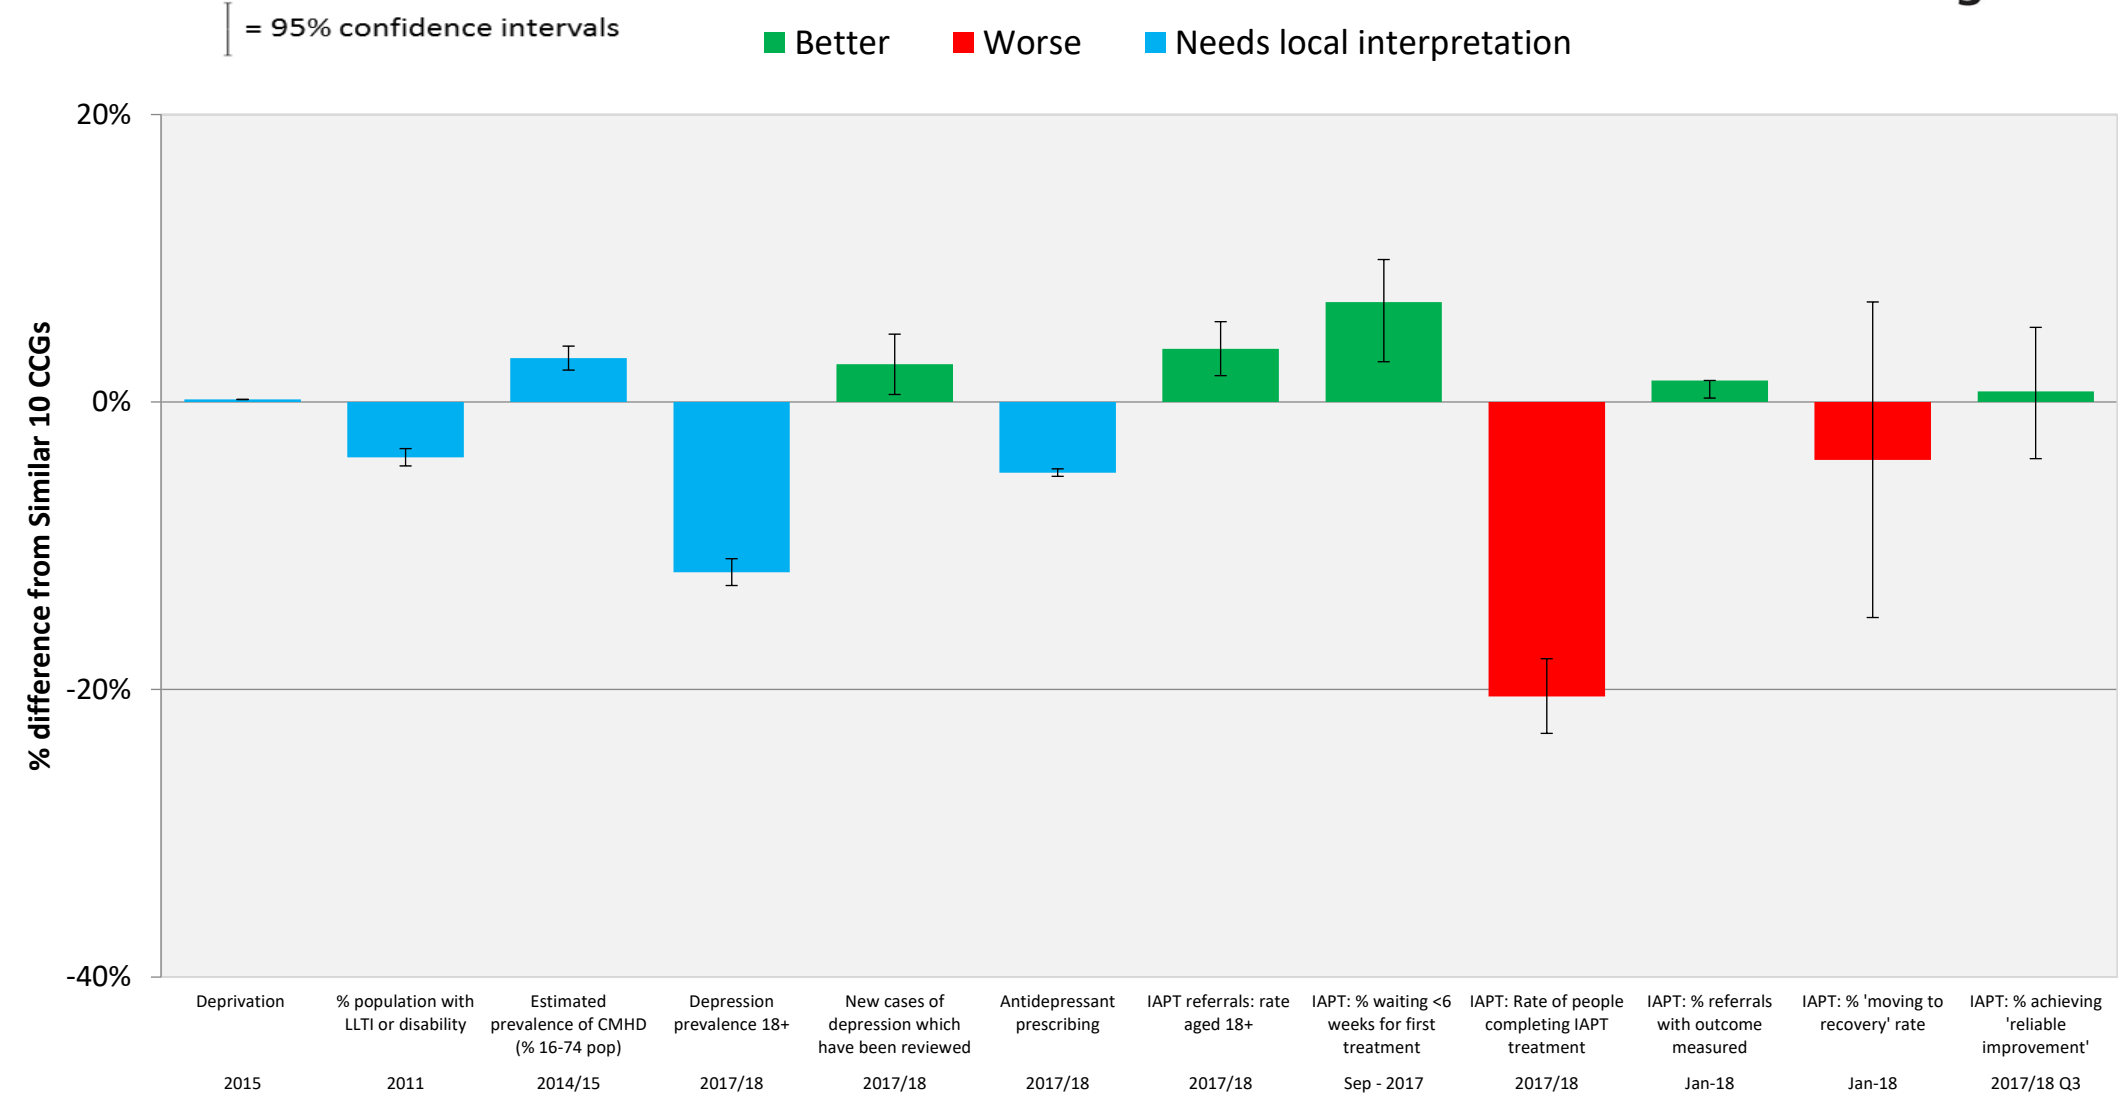 = 95% confidence intervals
Better Worse Needs local interpretation
% difference from Similar 10 CCGs
20%
0%
-20%
-40%
Deprivation
2015
% population with
LLTI or disability
2011
Estimated
prevalence of CMHD
(% 16-74 pop)
2014/15
Depression
prevalence 18+
2017/18
New cases of
depression which
have been reviewed
2017/18
Antidepressant
prescribing
2017/18
IAPT referrals: rate
aged 18+
2017/18
IAPT: % waiting <6
weeks for first
treatment
Sep - 2017
IAPT: Rate of people
completing IAPT
treatment
2017/18
IAPT: % referrals
with outcome
measured
Jan-18
IAPT: % 'moving to
recovery' rate
Jan-18
IAPT: % achieving
'reliable
improvement'
2017/18 Q3